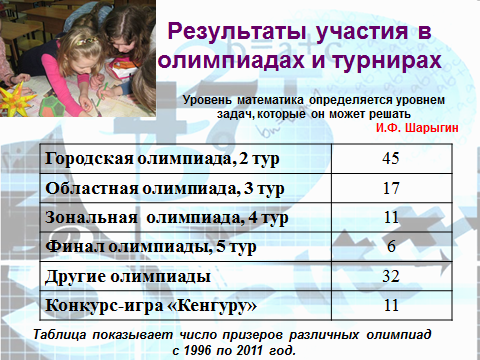 Результаты участия в
олимпиадах и турнирах
Уровень математика определяется уровнем
задач, которые он может решать
И.Ф. Шарыгин
Городская олимпиада, 2 тур 45
Областная олимпиада, 3 тур 17
Зональная олимпиада, 4 тур 11
Финал олимпиады, 5 тур 6
Другие олимпиады 32
Конкурс-игра «Кенгуру» 11
Таблица показывает число призеров различных олимпиад
с 1996 по 2011 год.